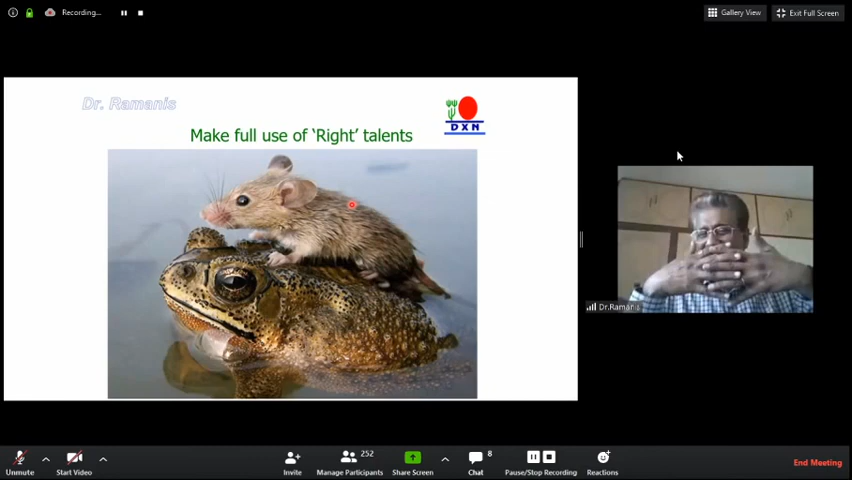 Recording...
Gallery View
Exit Full Screen
Dr. Ramanis
DXN
Make full use of ‘Right’ talents
Dr.Ramanis
Unmute
Start Video
Invite
252
Manage Participants
Share Screen
8
Chat
Pause/Stop Recording
Reactions
End Meeting